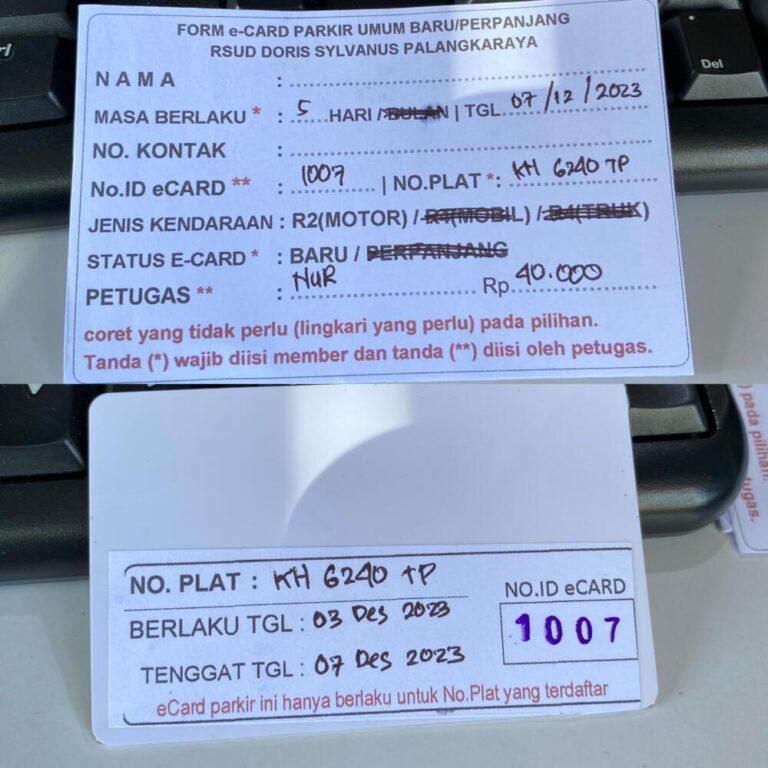 FORM e-CARD PARKIR UMUM BARU/PERPANJANG
RSUD DORIS SYLVANUS PALANGKARAYA
NAMA :
MASA BERLAKU * : 5 HARI / BULAN | TGL 07/12/2023
NO. KONTAK :
No.ID eCARD ** : 1007 | NO.PLAT *: KH 6240 TP
JENIS KENDARAAN : R2(MOTOR) / R4(MOBIL) / R4(TRUK)
STATUS E-CARD * : BARU / PERPANJANG
PETUGAS ** : NUR Rp 40.000
coret yang tidak perlu (lingkari yang perlu) pada pilihan.
Tanda (*) wajib diisi member dan tanda (**) diisi oleh petugas.
Del
NO. PLAT : KH 6240 TP
BERLAKU TGL : 03 Des 2023
TENGGAT TGL : 07 Des 2023
NO.ID eCARD
1007
eCard parkir ini hanya berlaku untuk No.Plat yang terdaftar
) pada pilihan.
tugas.